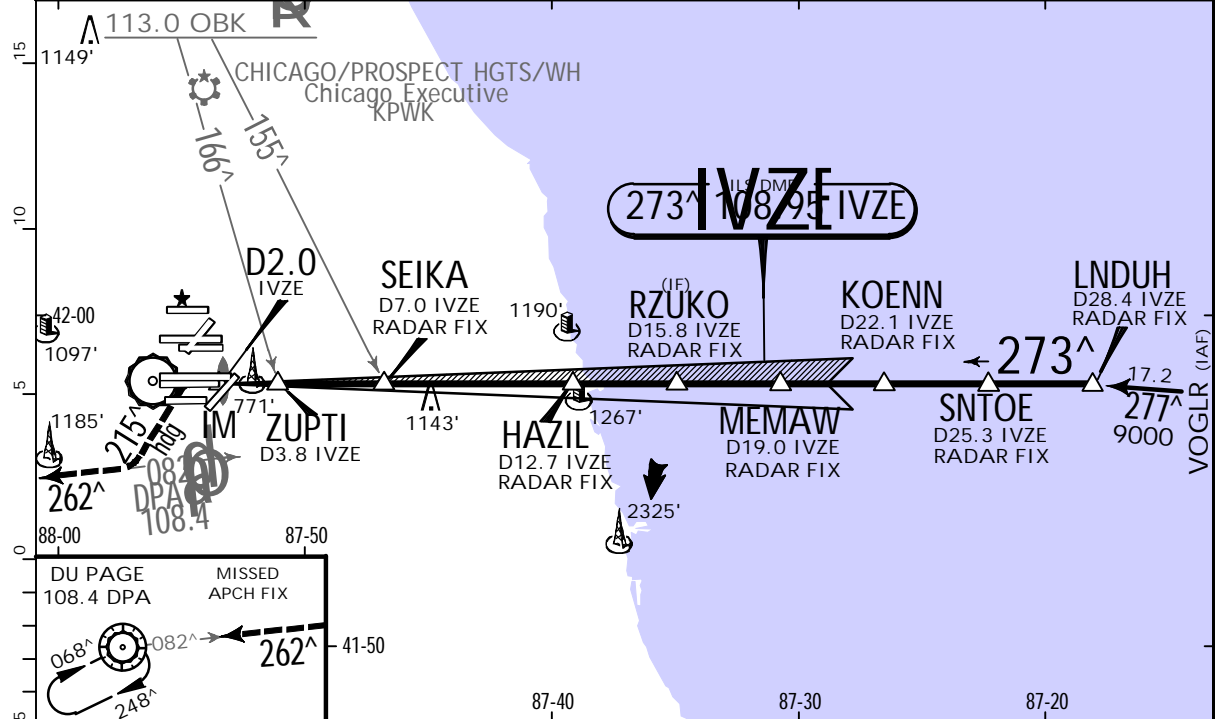 15
113.0 OBK
1149'
CHICAGO/PROSPECT HGTS/WH
Chicago Executive
KPWK
166^
155^
10
ILS DME
IVZE
273^ 108.95 IVZE
D2.0
IVZE
SEIKA
D7.0 IVZE
RADAR FIX
(IF)
RZUKO
D15.8 IVZE
RADAR FIX
KOENN
D22.1 IVZE
RADAR FIX
LNDUH
D28.4 IVZE
RADAR FIX
42-00
1097'
1190'
273^
17.2
277^
9000
VOGLR (IAF)
5
1185'
215^
hdg
IM
771'
ZUPTI
D3.8 IVZE
1143'
HAZIL
D12.7 IVZE
RADAR FIX
1267'
MEMAW
D19.0 IVZE
RADAR FIX
SNTOE
D25.3 IVZE
RADAR FIX
262^
082^
DPA
108.4
2325'
88-00
87-50
0
DU PAGE
108.4 DPA
MISSED
APCH FIX
068^
082^
262^
248^
41-50
5
87-40
87-30
87-20